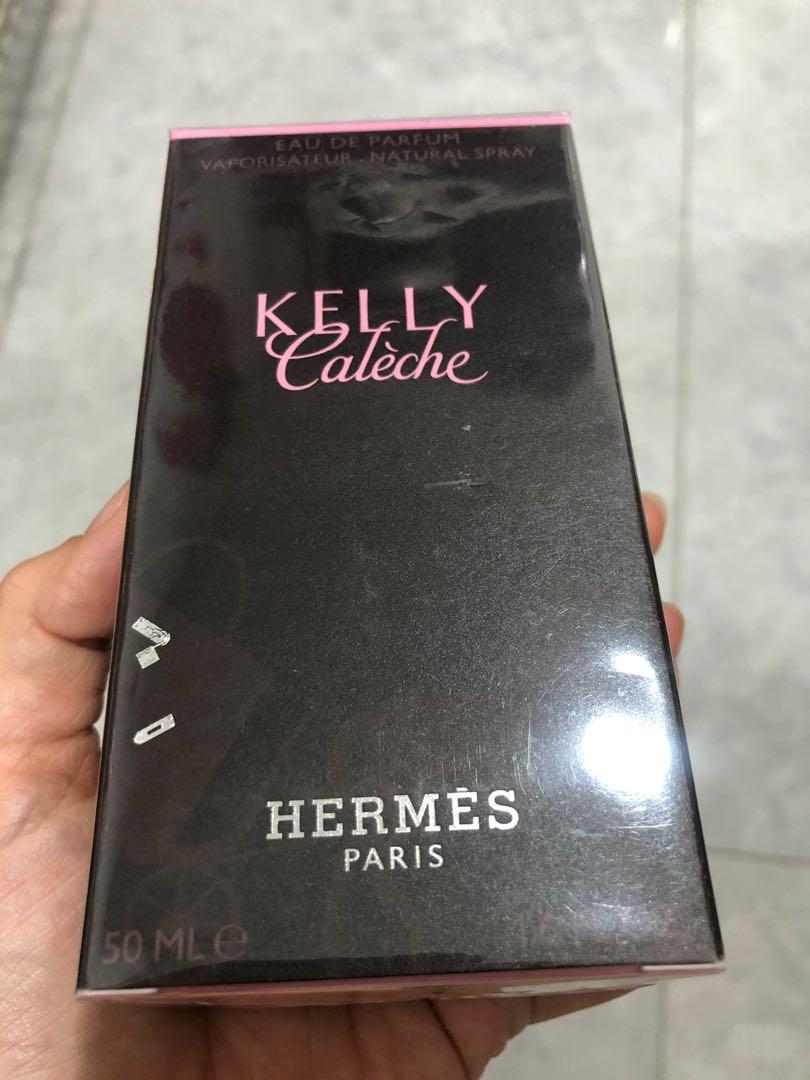 EAU DE PARFUM
VAPORISATEUR . NATURAL SPRAY
KELLY
Calèche
HERMÈS
PARIS
50 ML e